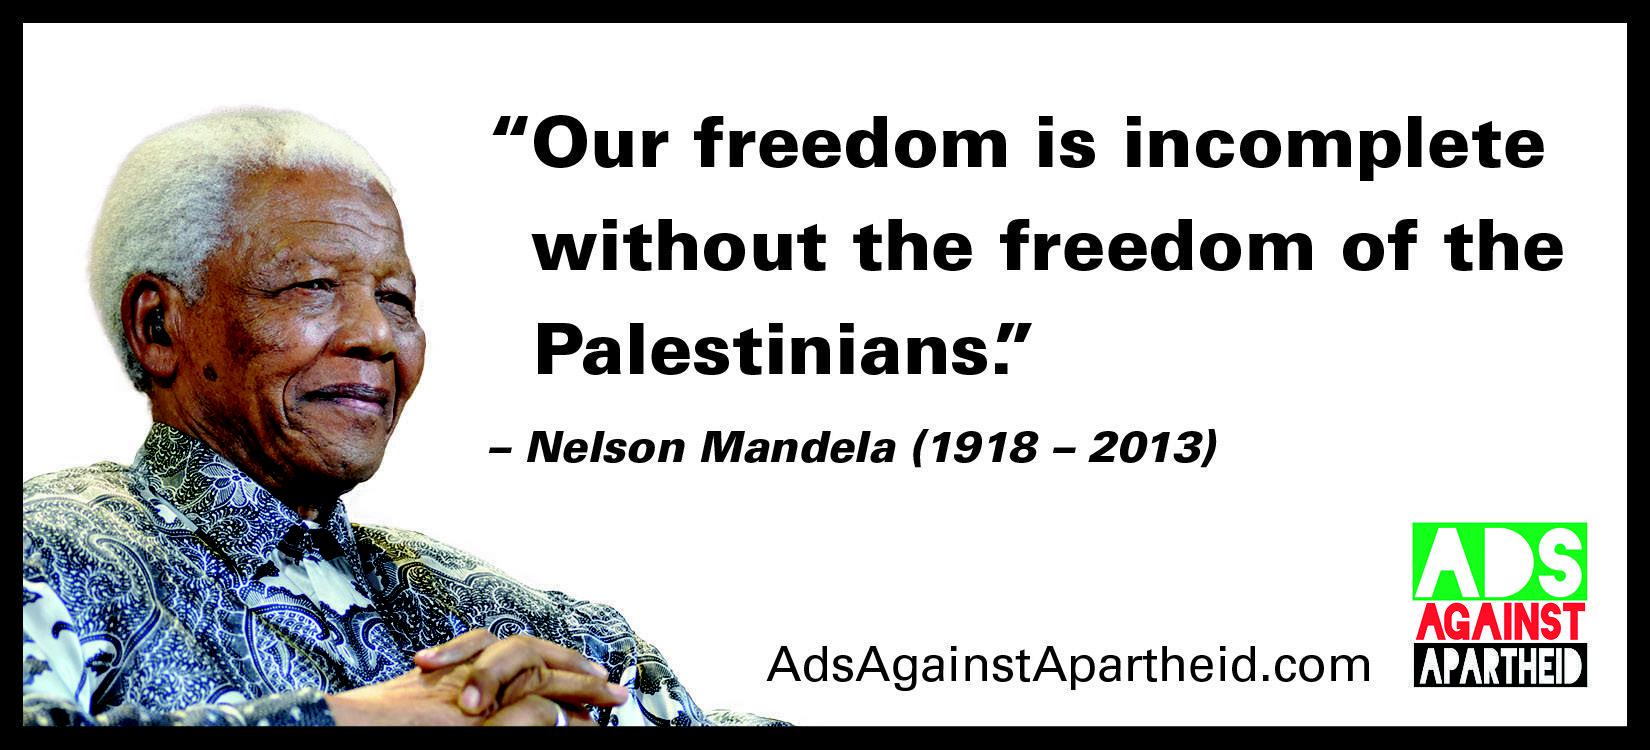 “Our freedom is incomplete
without the freedom of the
Palestinians.”
– Nelson Mandela (1918 – 2013)
AdsAgainstApartheid.com
ADS
AGAINST
APARTHEID